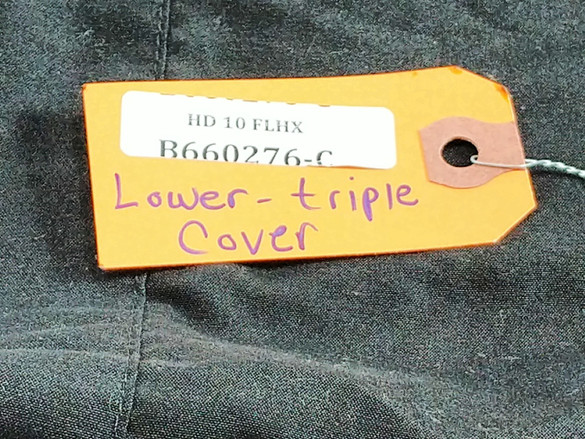 HD 10 FLHX
B660276-C
Lower-triple
Cover